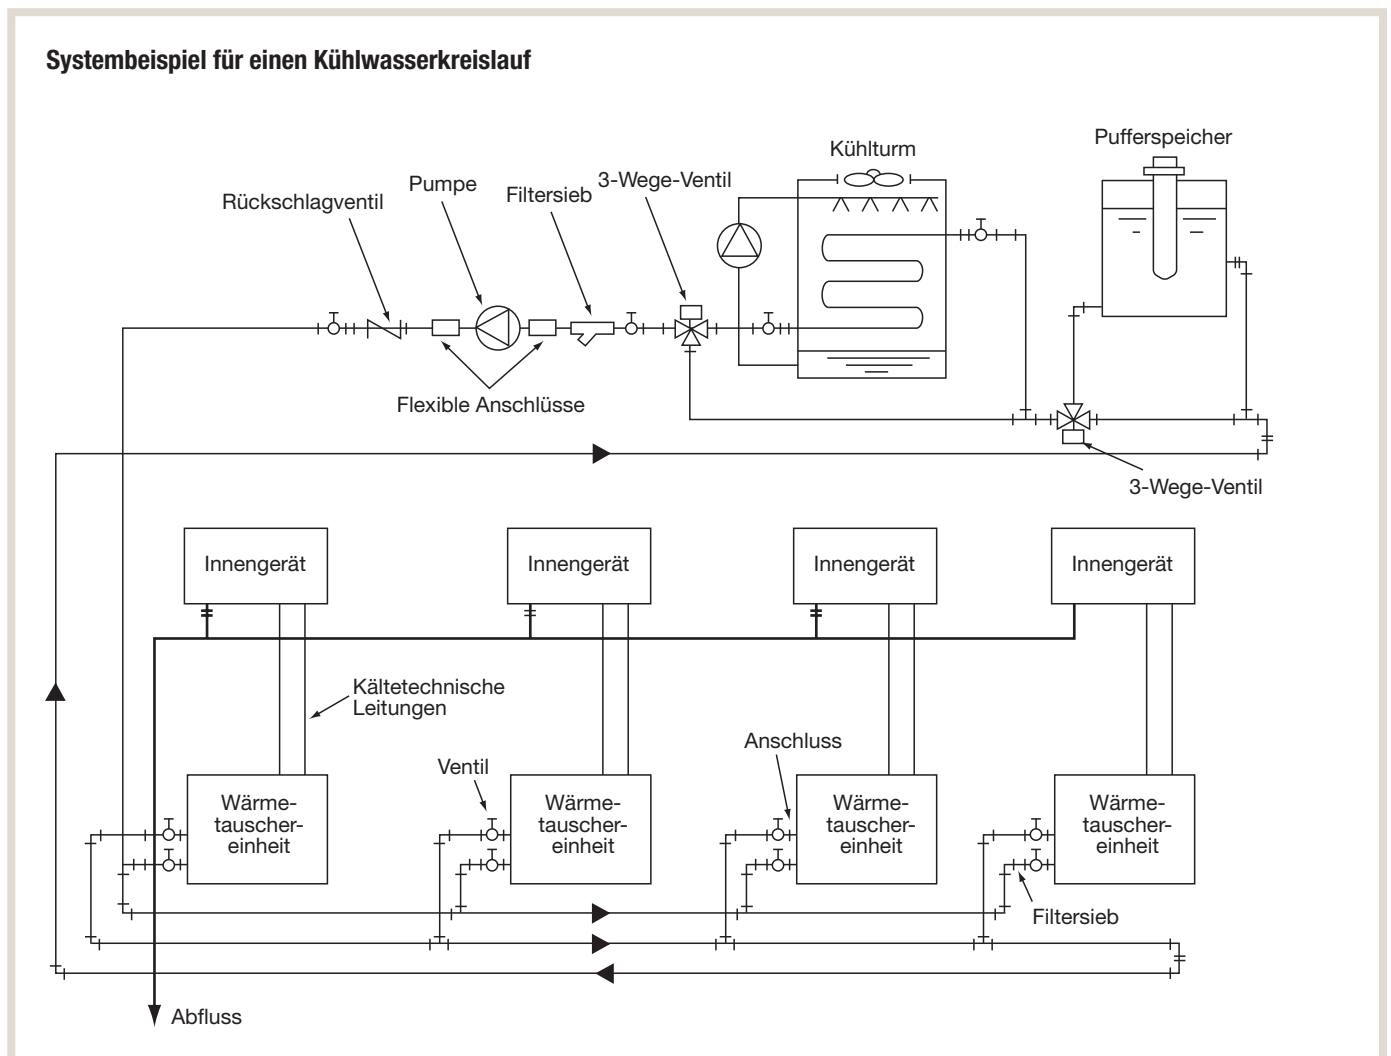 Systembeispiel für einen Kühlwasserkreislauf
Pufferspeicher
Kühlturm
3-Wege-Ventil
Filtersieb
Pumpe
Rückschlagventil
Flexible Anschlüsse
3-Wege-Ventil
Innengerät
Innengerät
Innengerät
Innengerät
Kältetechnische
Leitungen
Anschluss
Ventil
Wärme-
tauscher-
einheit
Wärme-
tauscher-
einheit
Wärme-
tauscher-
einheit
Wärme-
tauscher-
einheit
Filtersieb
Abfluss